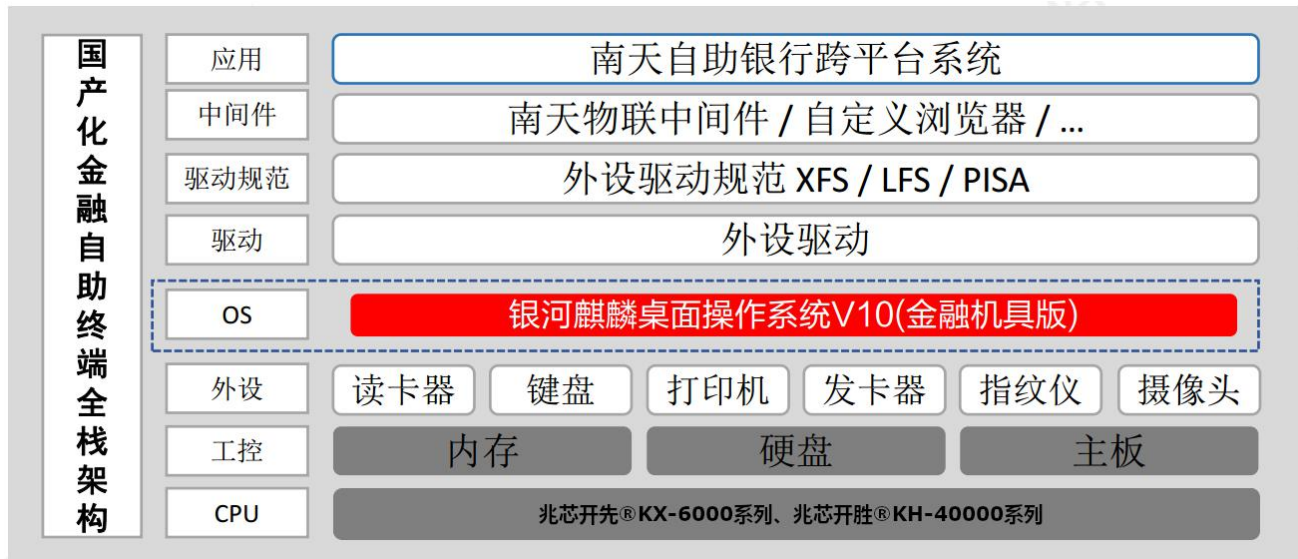 国产化金融自助终端全栈架构
应用
南天自助银行跨平台系统
中间件
南天物联中间件 / 自定义浏览器 / ...
驱动规范
外设驱动规范 XFS / LFS / PISA
驱动
外设驱动
OS
银河麒麟桌面操作系统V10(金融机具版)
外设
读卡器
键盘
打印机
发卡器
指纹仪
摄像头
工控
内存
硬盘
主板
CPU
兆芯开先®KX-6000系列、兆芯开胜®KH-40000系列